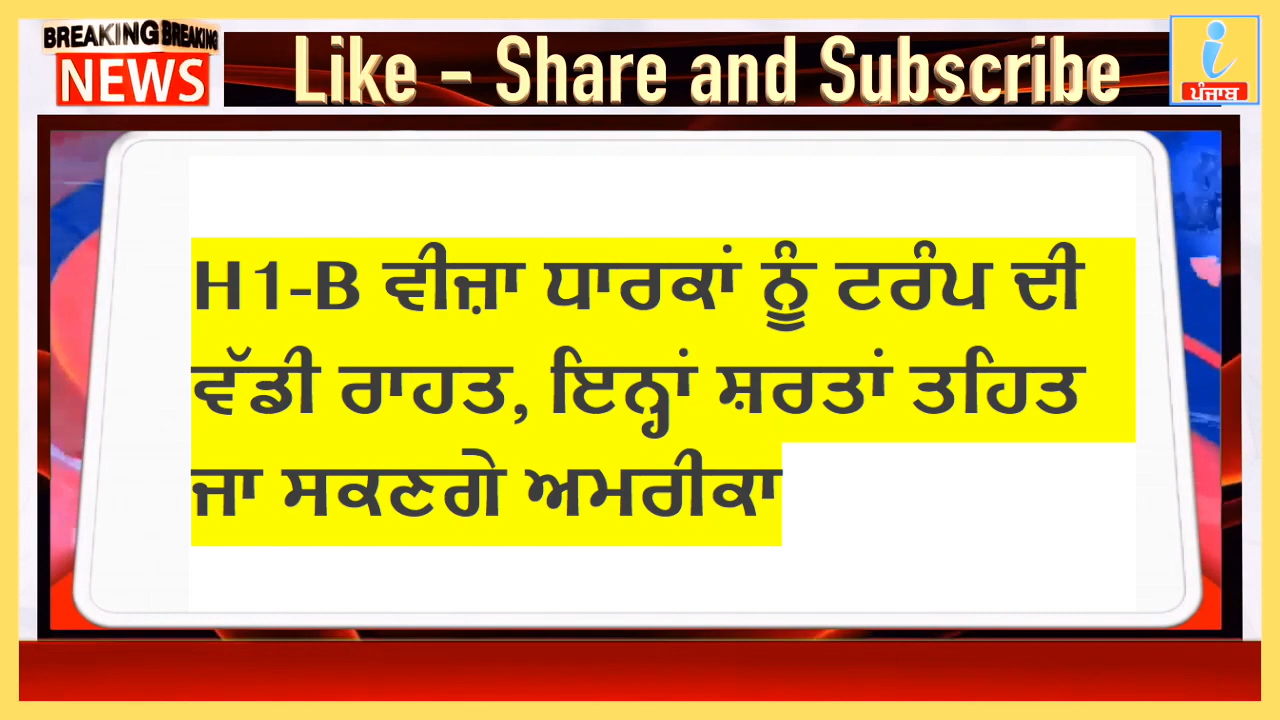 BREAKING BREAKING
NEWS
Like – Share and Subscribe
i
ਪੰਜਾਬ
H1-B ਵੀਜ਼ਾ ਧਾਰਕਾਂ ਨੂੰ ਟਰੰਪ ਦੀ
ਵੱਡੀ ਰਾਹਤ, ਇਨ੍ਹਾਂ ਸ਼ਰਤਾਂ ਤਹਿਤ
ਜਾ ਸਕਣਗੇ ਅਮਰੀਕਾ